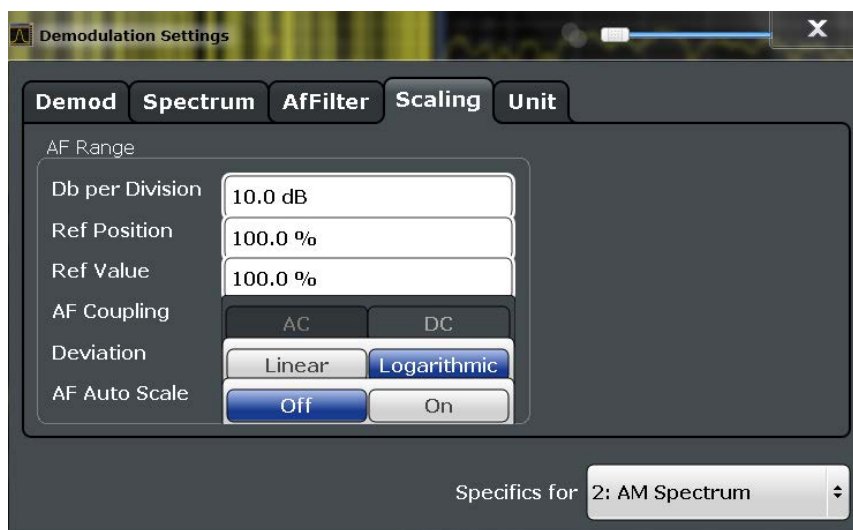 Demodulation Settings
X
Demod Spectrum AfFilter Scaling Unit
AF Range
Db per Division 10.0 dB
Ref Position 100.0 %
Ref Value 100.0 %
AF Coupling AC DC
Deviation Linear Logarithmic
AF Auto Scale Off On
Specifics for 2: AM Spectrum